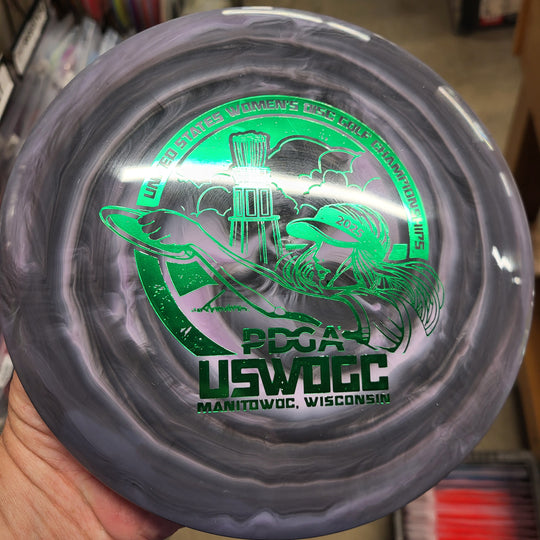 UNITED STATES WOMEN'S DISC GOLF CHAMPIONSHIPS
PDGA
USWDGC
MANITOWOC, WISCONSIN